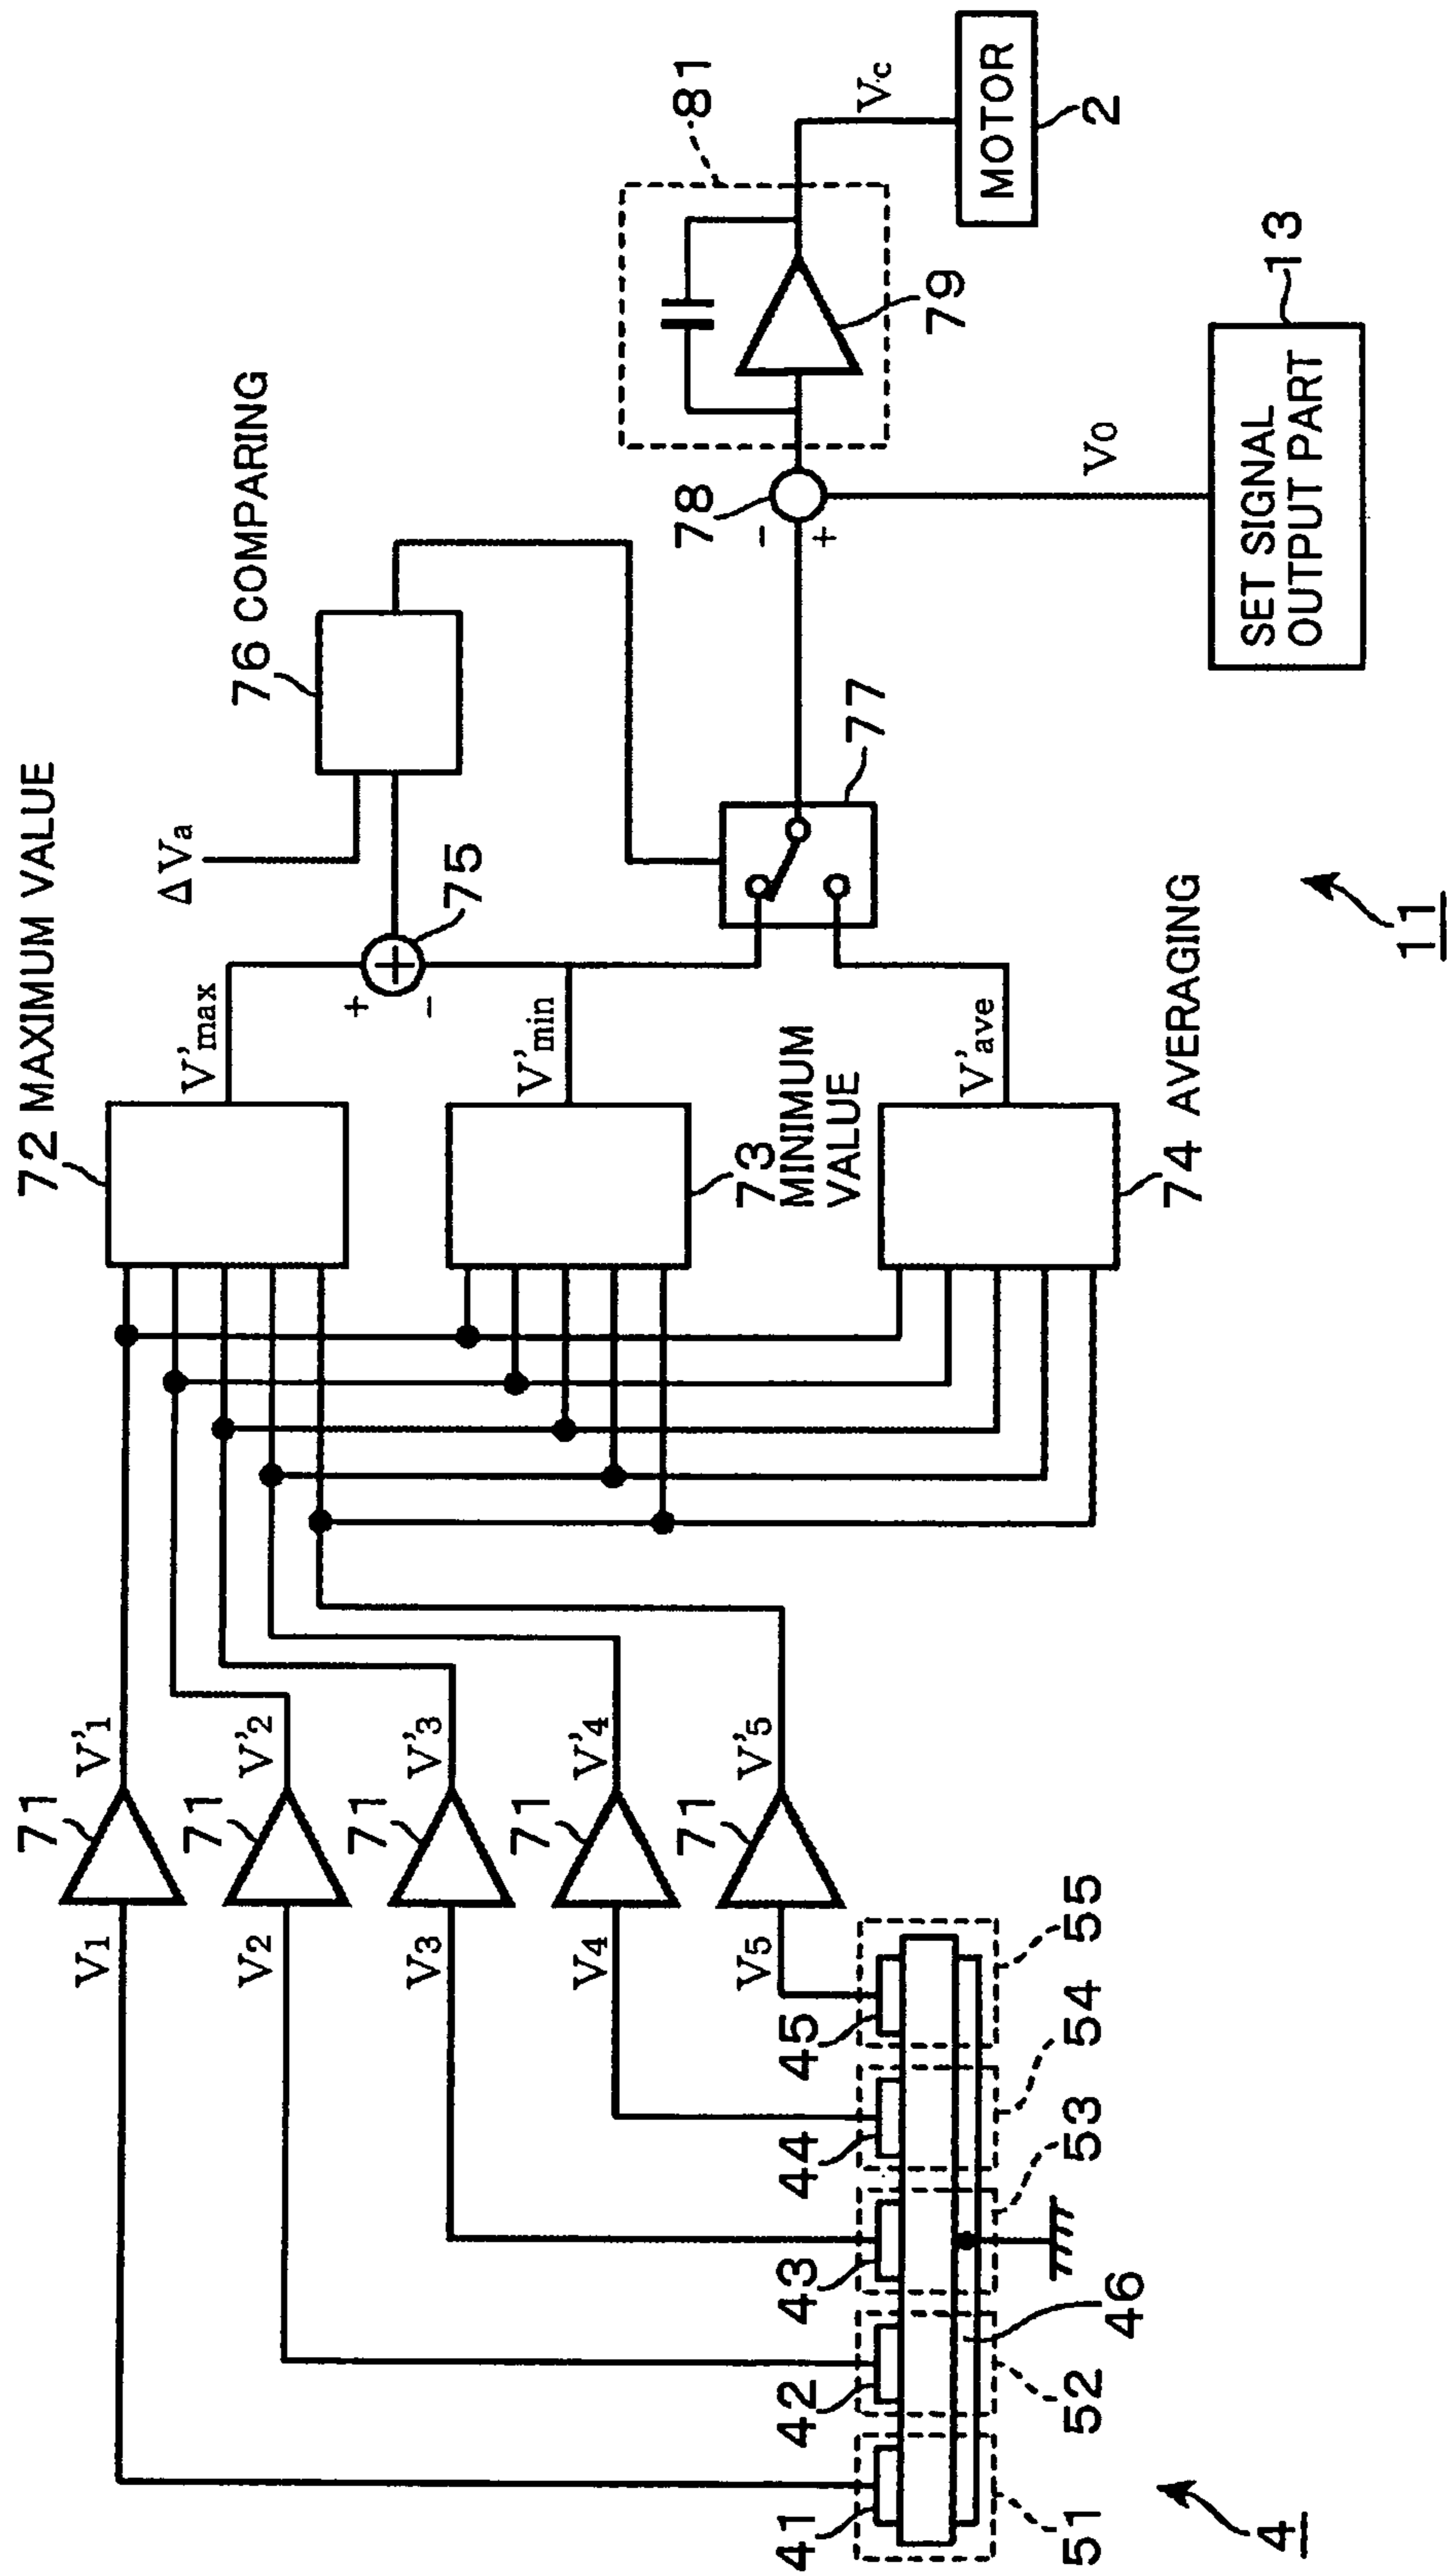 72 MAXIMUM VALUE
76 COMPARING
ΔVa
71
V1
V'1
V'max
+
−
75
81
71
V2
V'2
71
V3
V'3
V'min
73
MINIMUM
VALUE
78
−
+
79
Vc
MOTOR
2
71
V4
V'4
77
71
V5
V'5
V'ave
74 AVERAGING
V0
SET SIGNAL
OUTPUT PART
13
41
42
43
44
45
46
51
52
53
54
55
4
11